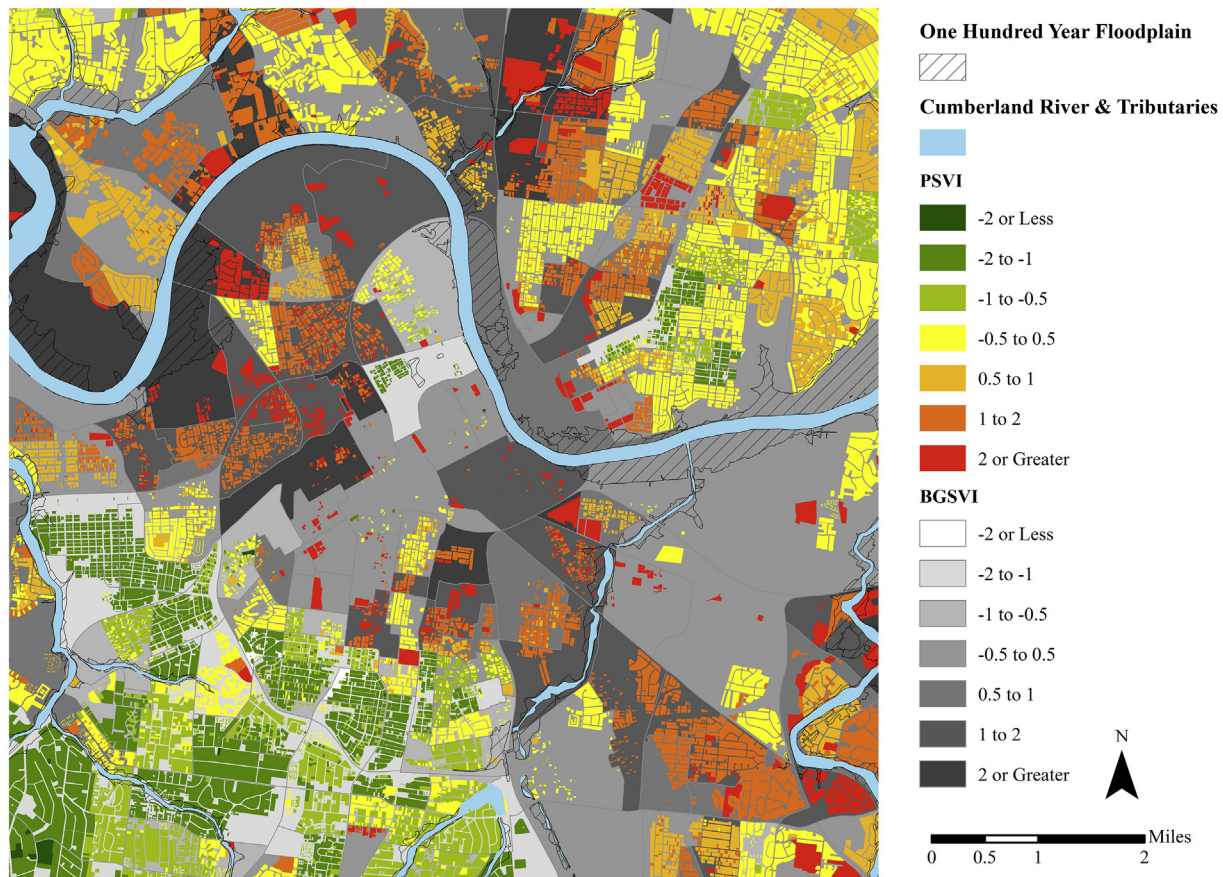 One Hundred Year Floodplain
Cumberland River & Tributaries
PSVI
-2 or Less
-2 to -1
-1 to -0.5
-0.5 to 0.5
0.5 to 1
1 to 2
2 or Greater
BGSVI
-2 or Less
-2 to -1
-1 to -0.5
-0.5 to 0.5
0.5 to 1
1 to 2
2 or Greater
N
Miles
0 0.5 1 2